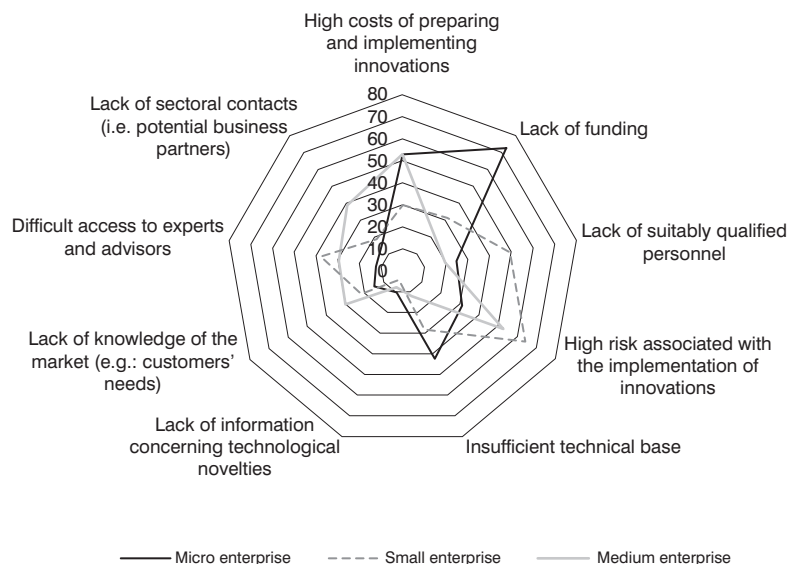 High costs of preparing
and implementing
innovations
Lack of sectoral contacts
(i.e. potential business
partners)
80
70
60
50
40
30
20
10
0
Lack of funding
Difficult access to experts
and advisors
Lack of suitably qualified
personnel
Lack of knowledge of the
market (e.g.: customers’
needs)
High risk associated with
the implementation of
innovations
Lack of information
concerning technological
novelties
Insufficient technical base
Micro enterprise
Small enterprise
Medium enterprise